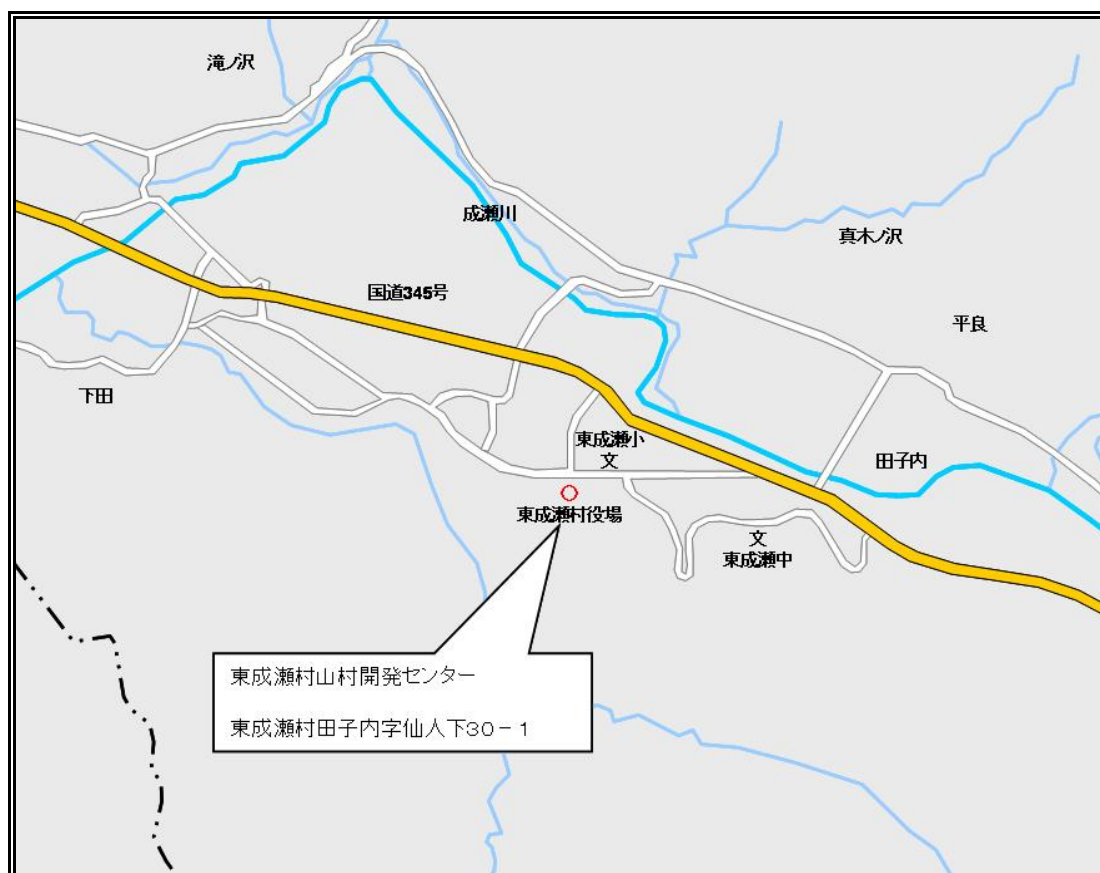 滝ノ沢
成瀬川
真木ノ沢
国道345号
平良
下田
東成瀬小
文
田子内
東成瀬村役場
文
東成瀬中
東成瀬村山村開発センター
東成瀬村田子内字仙人下30－1